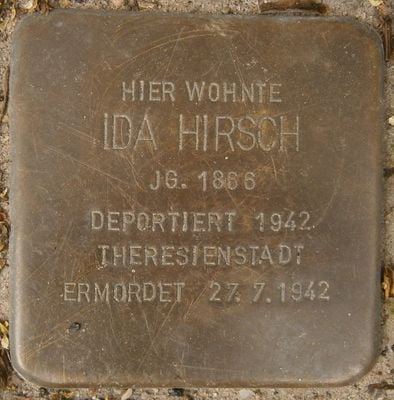 HIER WOHNTE
IDA HIRSCH
JG. 1866
DEPORTIERT 1942
THERESIENSTADT
ERMORDET 27.7.1942